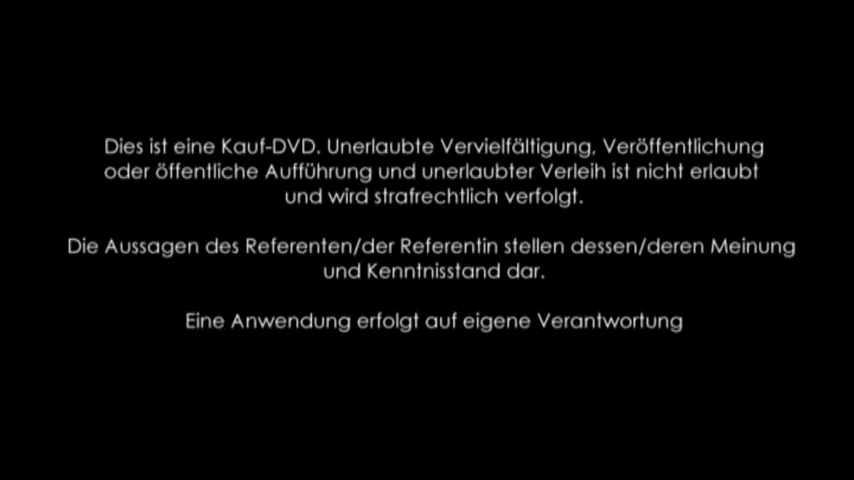 Dies ist eine Kauf-DVD. Unerlaubte Vervielfältigung, Veröffentlichung
oder öffentliche Aufführung und unerlaubter Verleih ist nicht erlaubt
und wird strafrechtlich verfolgt.
Die Aussagen des Referenten/der Referentin stellen dessen/deren Meinung
und Kenntnisstand dar.
Eine Anwendung erfolgt auf eigene Verantwortung